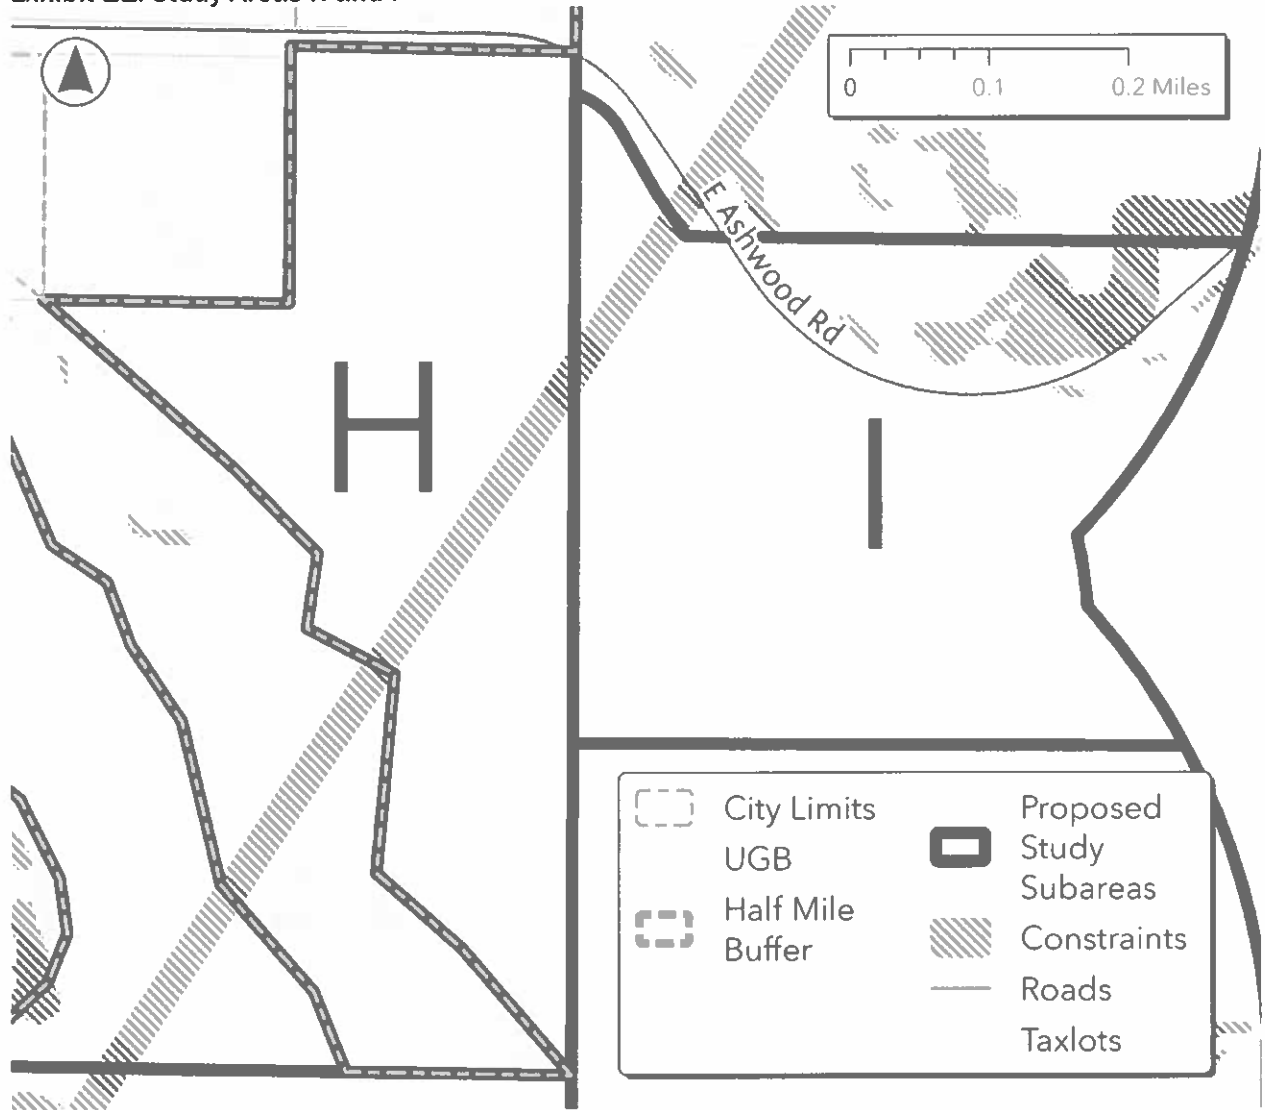 0
0.1
0.2 Miles
E Ashwood Rd
H
I
City Limits
UGB
Half Mile
Buffer
Proposed
Study
Subareas
Constraints
Roads
Taxlots